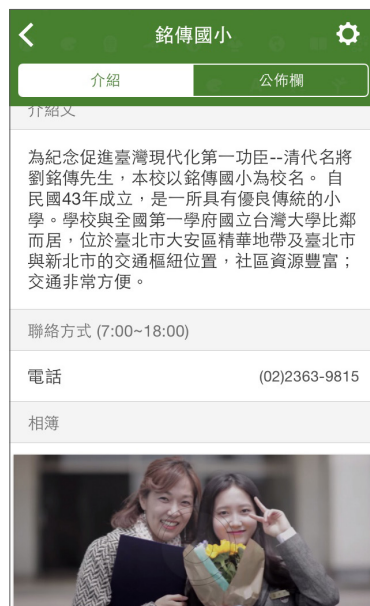 銘傳國小
介紹
公佈欄
介紹文
為紀念促進臺灣現代化第一功臣--清代名將
劉銘傳先生，本校以銘傳國小為校名。 自
民國43年成立，是一所具有優良傳統的小
學。學校與全國第一學府國立台灣大學比鄰
而居，位於臺北市大安區精華地帶及臺北市
與新北市的交通樞紐位置，社區資源豐富；
交通非常方便。
聯絡方式 (7:00~18:00)
電話
(02)2363-9815
相簿